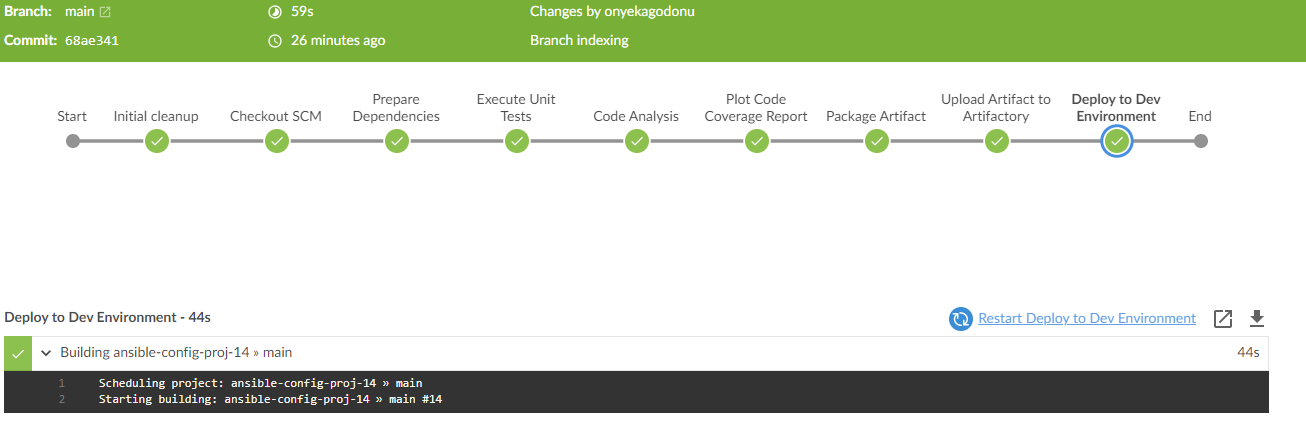 Branch: main 59s Changes by onyekagodonu
Commit: 68ae341 26 minutes ago Branch indexing
Start
Initial cleanup
Checkout SCM
Prepare
Dependencies
Execute Unit
Tests
Code Analysis
Plot Code
Coverage Report
Package Artifact
Upload Artifact to
Artifactory
Deploy to Dev
Environment
End
Deploy to Dev Environment - 44s Restart Deploy to Dev Environment
Building ansible-config-proj-14 » main 44s
1 Scheduling project: ansible-config-proj-14 » main
2 Starting building: ansible-config-proj-14 » main #14